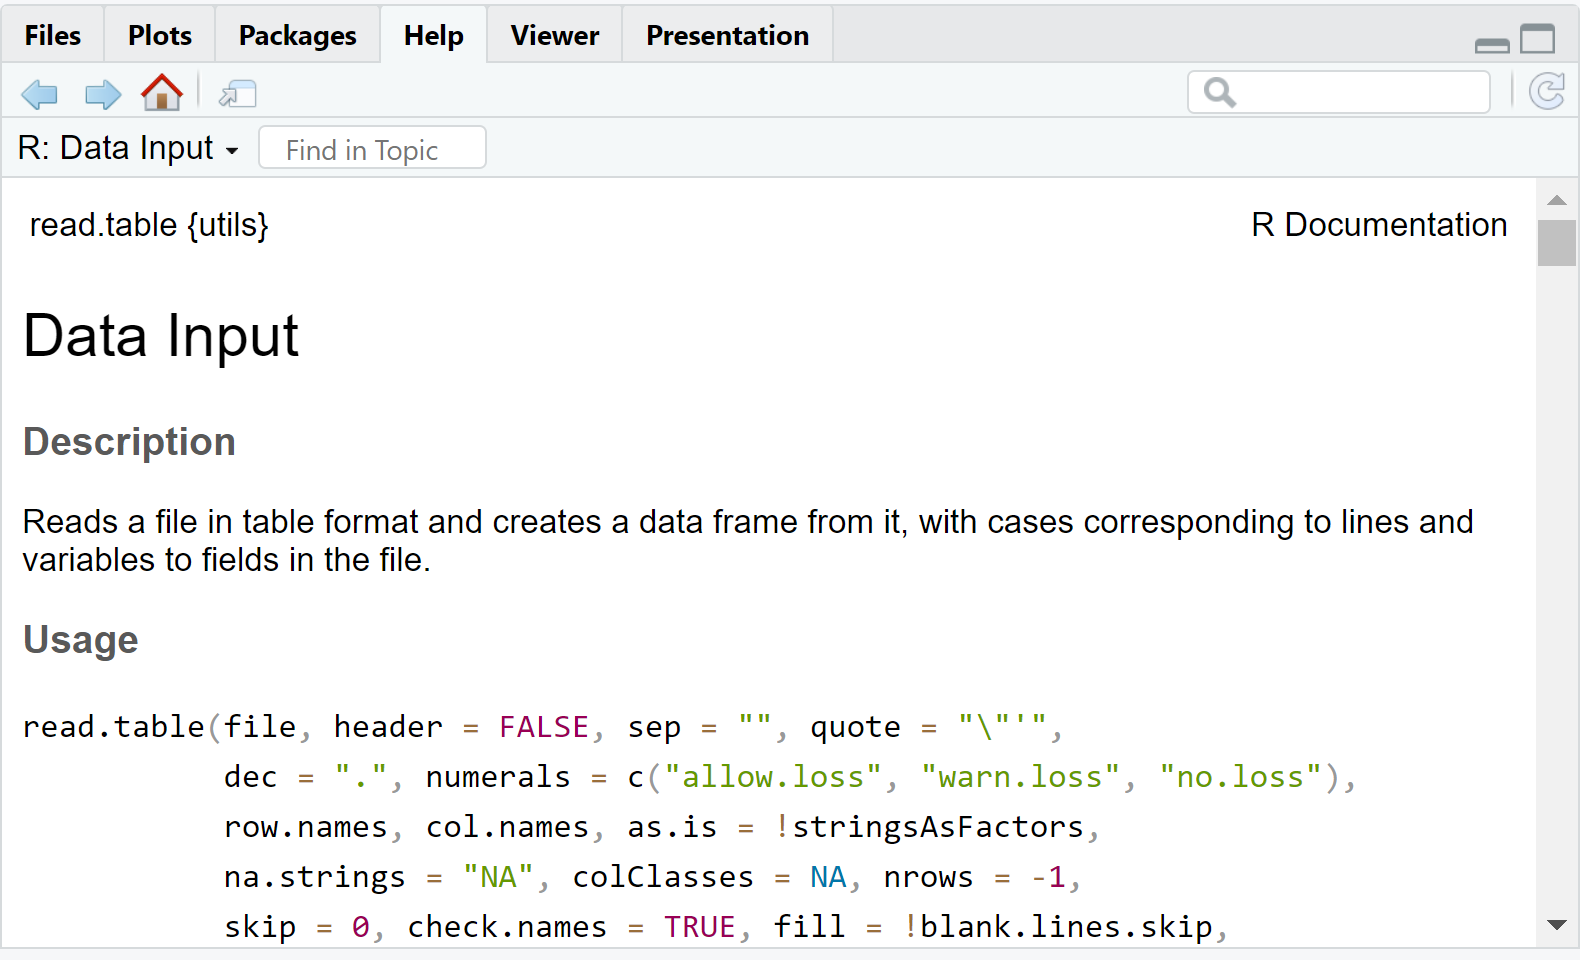 Files Plots Packages Help Viewer Presentation
R: Data Input Find in Topic
read.table {utils} R Documentation
Data Input
Description
Reads a file in table format and creates a data frame from it, with cases corresponding to lines and
variables to fields in the file.
Usage
read.table(file, header = FALSE, sep = "", quote = "\"'",
dec = ".", numerals = c("allow.loss", "warn.loss", "no.loss"),
row.names, col.names, as.is = !stringsAsFactors,
na.strings = "NA", colClasses = NA, nrows = -1,
skip = 0, check.names = TRUE, fill = !blank.lines.skip,